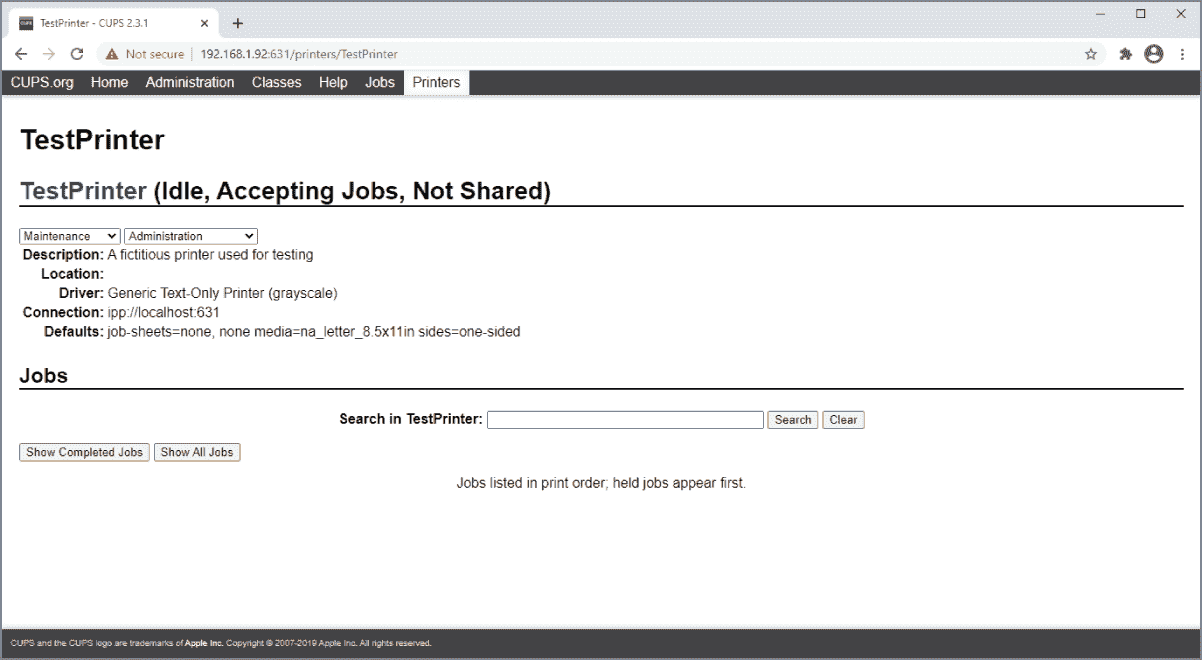 TestPrinter - CUPS 2.3.1
Not secure 192.168.1.92:631/printers/TestPrinter
CUPS.org Home Administration Classes Help Jobs Printers
TestPrinter
TestPrinter (Idle, Accepting Jobs, Not Shared)
Maintenance Administration
Description: A fictitious printer used for testing
Location:
Driver: Generic Text-Only Printer (grayscale)
Connection: ipp://localhost:631
Defaults: job-sheets=none, none media=na_letter_8.5x11in sides=one-sided
Jobs
Search in TestPrinter: Search Clear
Show Completed Jobs Show All Jobs
Jobs listed in print order; held jobs appear first.
CUPS and the CUPS logo are trademarks of Apple Inc. Copyright © 2007-2019 Apple Inc. All rights reserved.